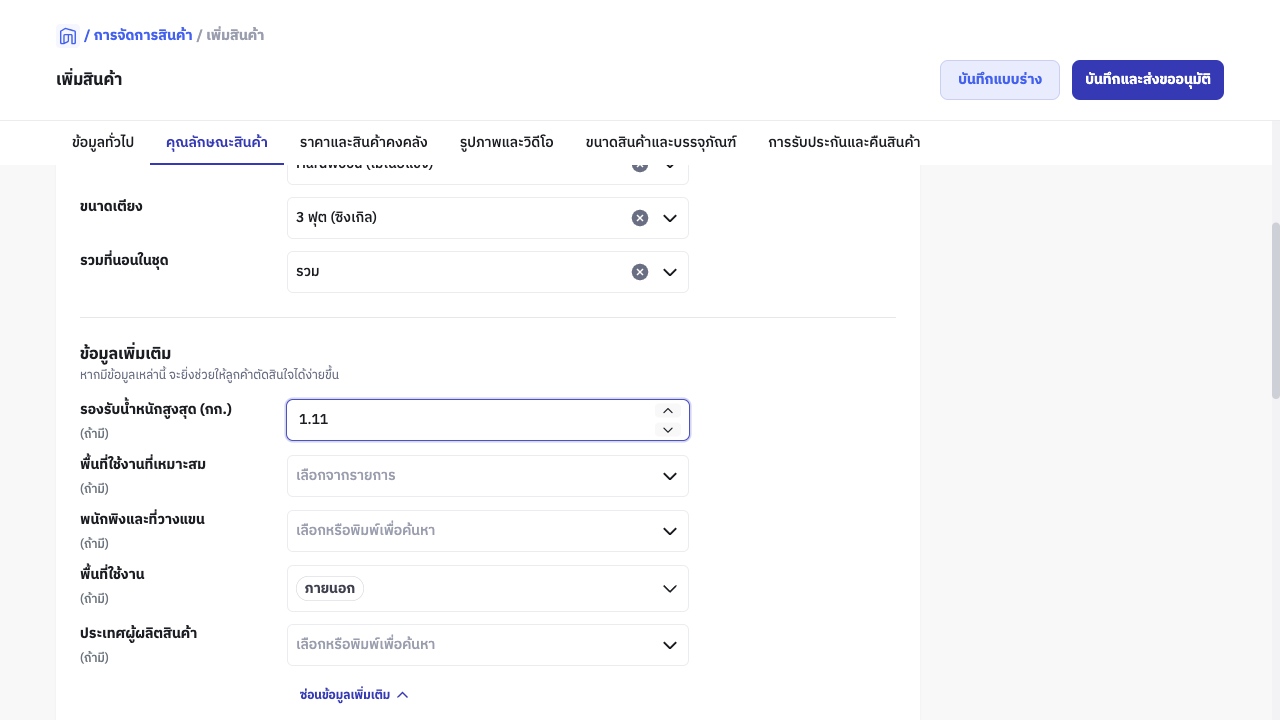 / การจัดการสินค้า / เพิ่มสินค้า
เพิ่มสินค้า
บันทึกแบบร่าง
บันทึกและส่งขออนุมัติ
ข้อมูลทั่วไป คุณลักษณะสินค้า ราคาและสินค้าคงคลัง รูปภาพและวิดีโอ ขนาดสินค้าและบรรจุภัณฑ์ การรับประกันและคืนสินค้า
ขนาดเตียง
3 ฟุต (ซิงเกิล)
รวมที่นอนในชุด
รวม
ข้อมูลเพิ่มเติม
หากมีข้อมูลเหล่านี้ จะยิ่งช่วยให้ลูกค้าตัดสินใจได้ง่ายขึ้น
รองรับน้ำหนักสูงสุด (กก.)
(ถ้ามี)
1.11
พื้นที่ใช้งานที่เหมาะสม
(ถ้ามี)
เลือกจากรายการ
พนักพิงและที่วางแขน
(ถ้ามี)
เลือกหรือพิมพ์เพื่อค้นหา
พื้นที่ใช้งาน
(ถ้ามี)
ภายนอก
ประเทศผู้ผลิตสินค้า
(ถ้ามี)
เลือกหรือพิมพ์เพื่อค้นหา
ซ่อนข้อมูลเพิ่มเติม